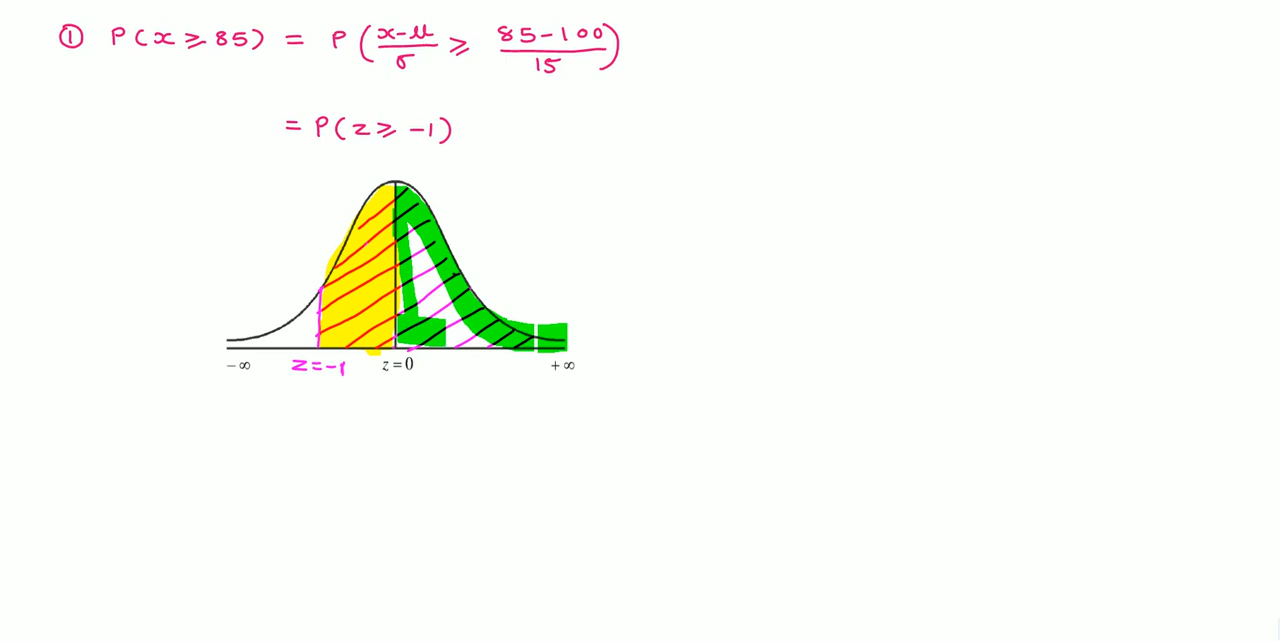 ① P(x ≥ 85) = P((x-μ)/σ ≥ (85-100)/15)
= P(z ≥ -1)
-∞ z=-1 z=0 +∞